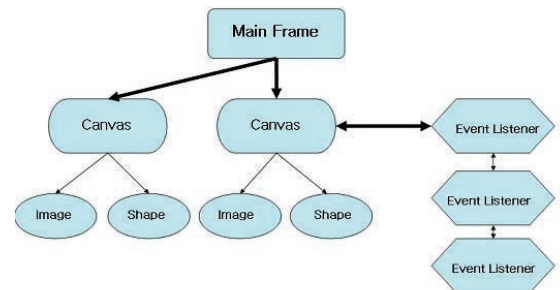 Main Frame
Canvas
Canvas
Event Listener
Image
Shape
Image
Shape
Event Listener
Event Listener